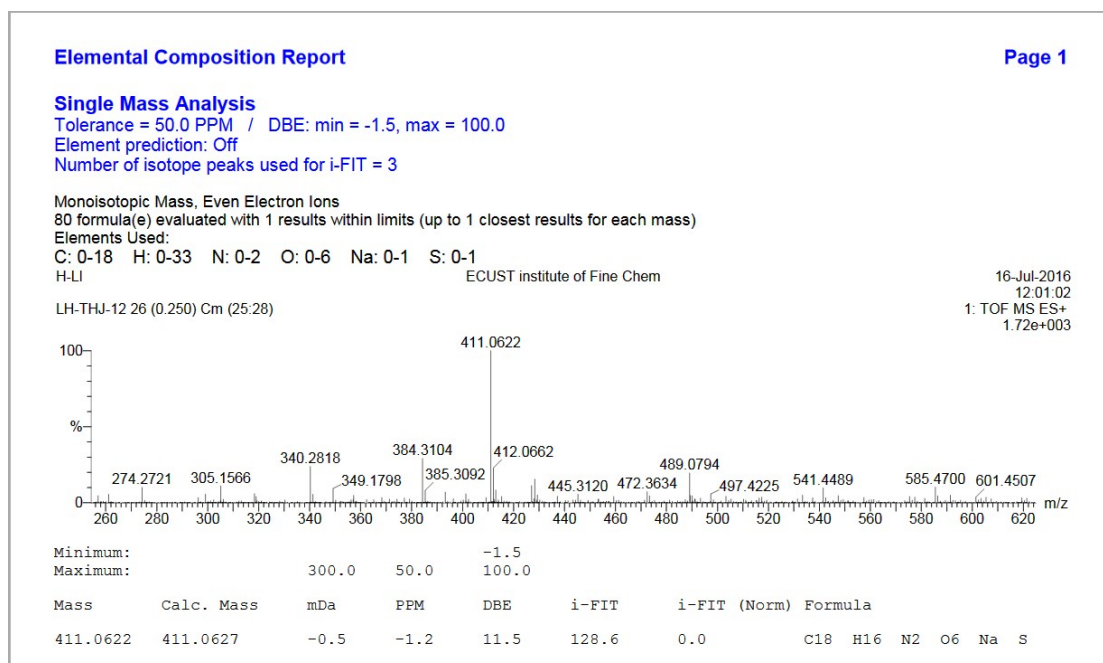 Elemental Composition Report Page 1
Single Mass Analysis
Tolerance = 50.0 PPM / DBE: min = -1.5, max = 100.0
Element prediction: Off
Number of isotope peaks used for i-FIT = 3
Monoisotopic Mass, Even Electron Ions
80 formula(e) evaluated with 1 results within limits (up to 1 closest results for each mass)
Elements Used:
C: 0-18 H: 0-33 N: 0-2 O: 0-6 Na: 0-1 S: 0-1
H-LI ECUST institute of Fine Chem 16-Jul-2016
12:01:02
LH-THJ-12 26 (0.250) Cm (25:28) 1: TOF MS ES+
1.72e+003
411.0622
100
%
384.3104
412.0662
340.2818
489.0794
274.2721
305.1566
349.1798
385.3092
445.3120
472.3634
497.4225
541.4489
585.4700
601.4507
0
m/z
260 280 300 320 340 360 380 400 420 440 460 480 500 520 540 560 580 600 620
Minimum: -1.5
Maximum: 300.0 50.0 100.0
Mass Calc. Mass mDa PPM DBE i-FIT i-FIT (Norm) Formula
411.0622 411.0627 -0.5 -1.2 11.5 128.6 0.0 C18 H16 N2 O6 Na S